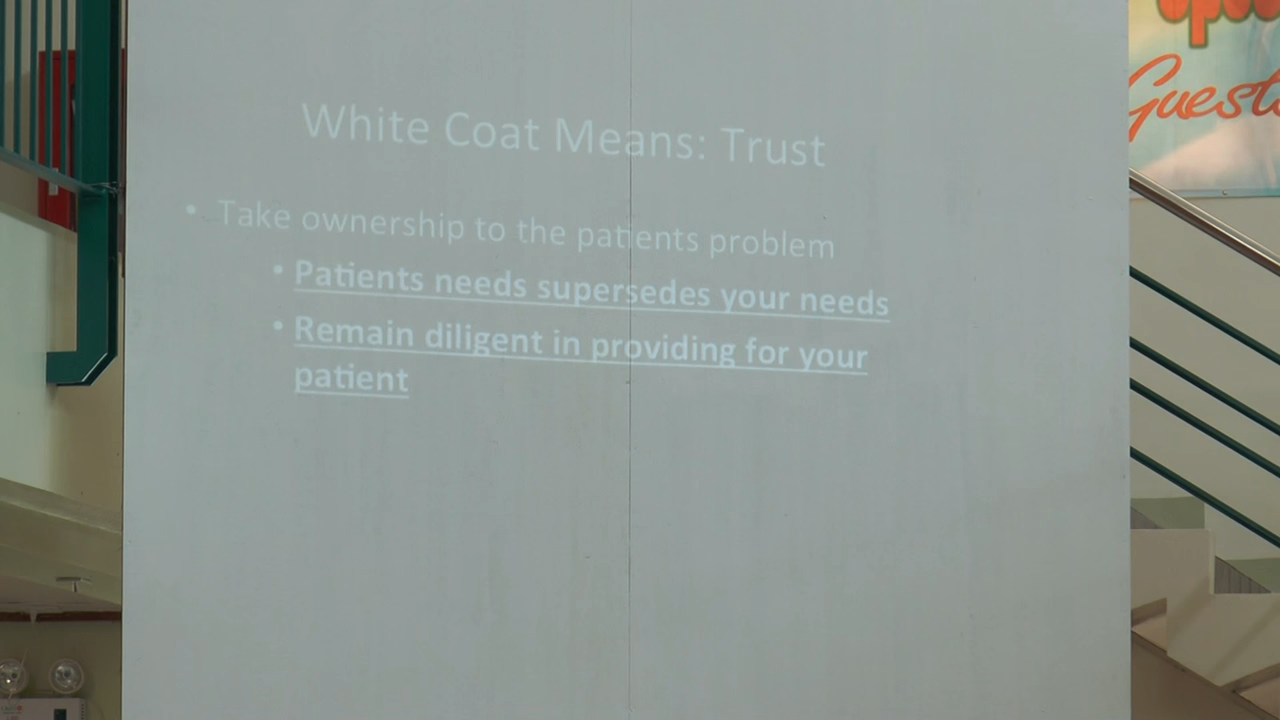 White Coat Means: Trust
• Take ownership to the patients problem
• Patients needs supersedes your needs
• Remain diligent in providing for your
patient